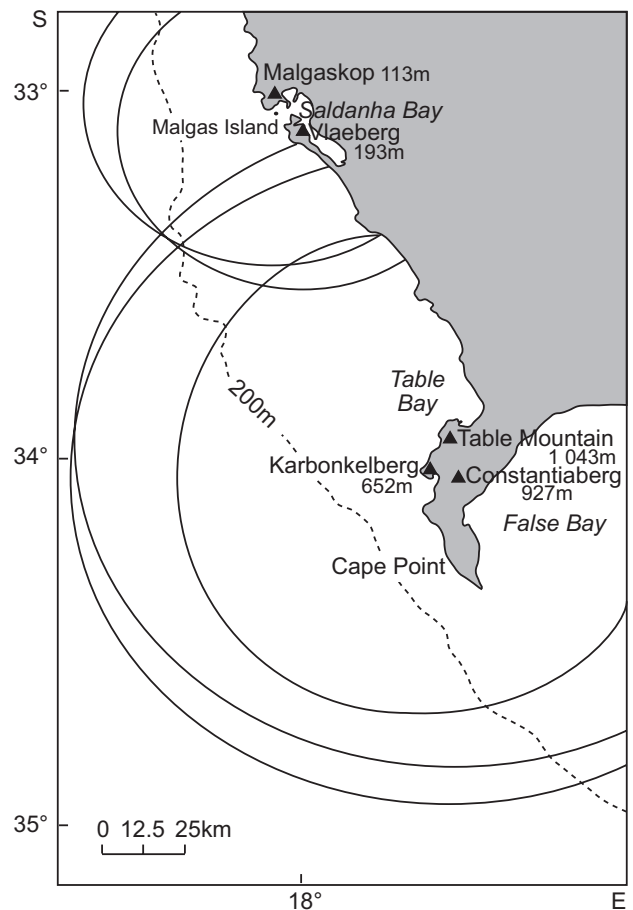 S
33°
Malgaskop 113m
Saldanha Bay
Malgas Island
Vlaeberg
193m
200m
Table
Bay
34°
Table Mountain
1 043m
Karbonkelberg
652m
Constantiaberg
927m
False Bay
Cape Point
35°
0 12.5 25km
18°
E